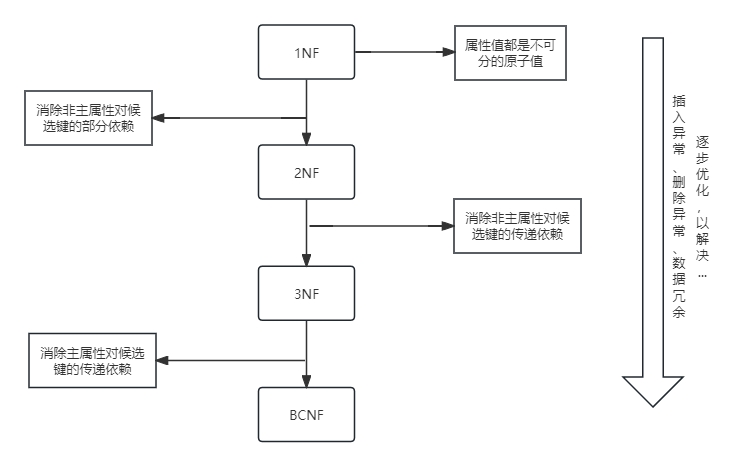 1NF
属性值都是不可
分的原子值
消除非主属性对候
选键的部分依赖
2NF
消除非主属性对候
选键的传递依赖
3NF
消除主属性对候选
键的传递依赖
BCNF
逐步优化，以解决...
插入异常、删除异常、数据冗余